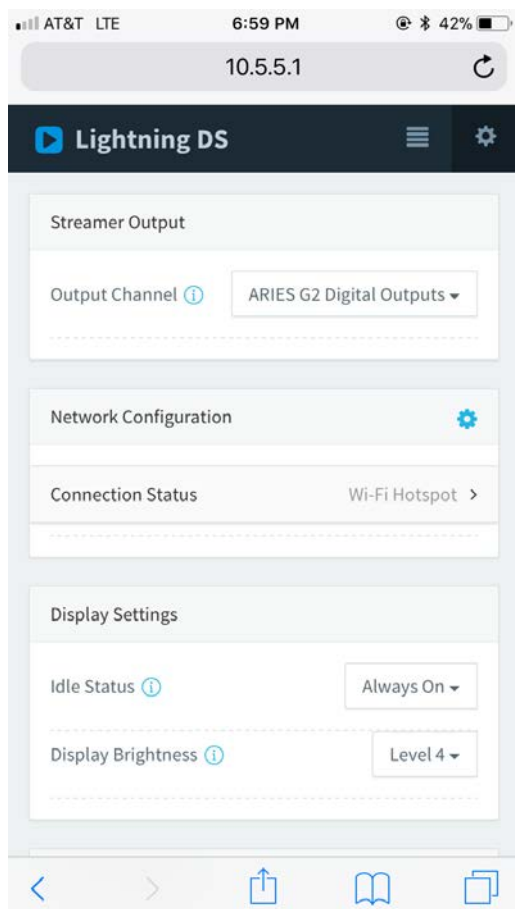 AT&T LTE 6:59 PM 42%
10.5.5.1
Lightning DS
Streamer Output
Output Channel ARIES G2 Digital Outputs
Network Configuration
Connection Status Wi-Fi Hotspot
Display Settings
Idle Status Always On
Display Brightness Level 4